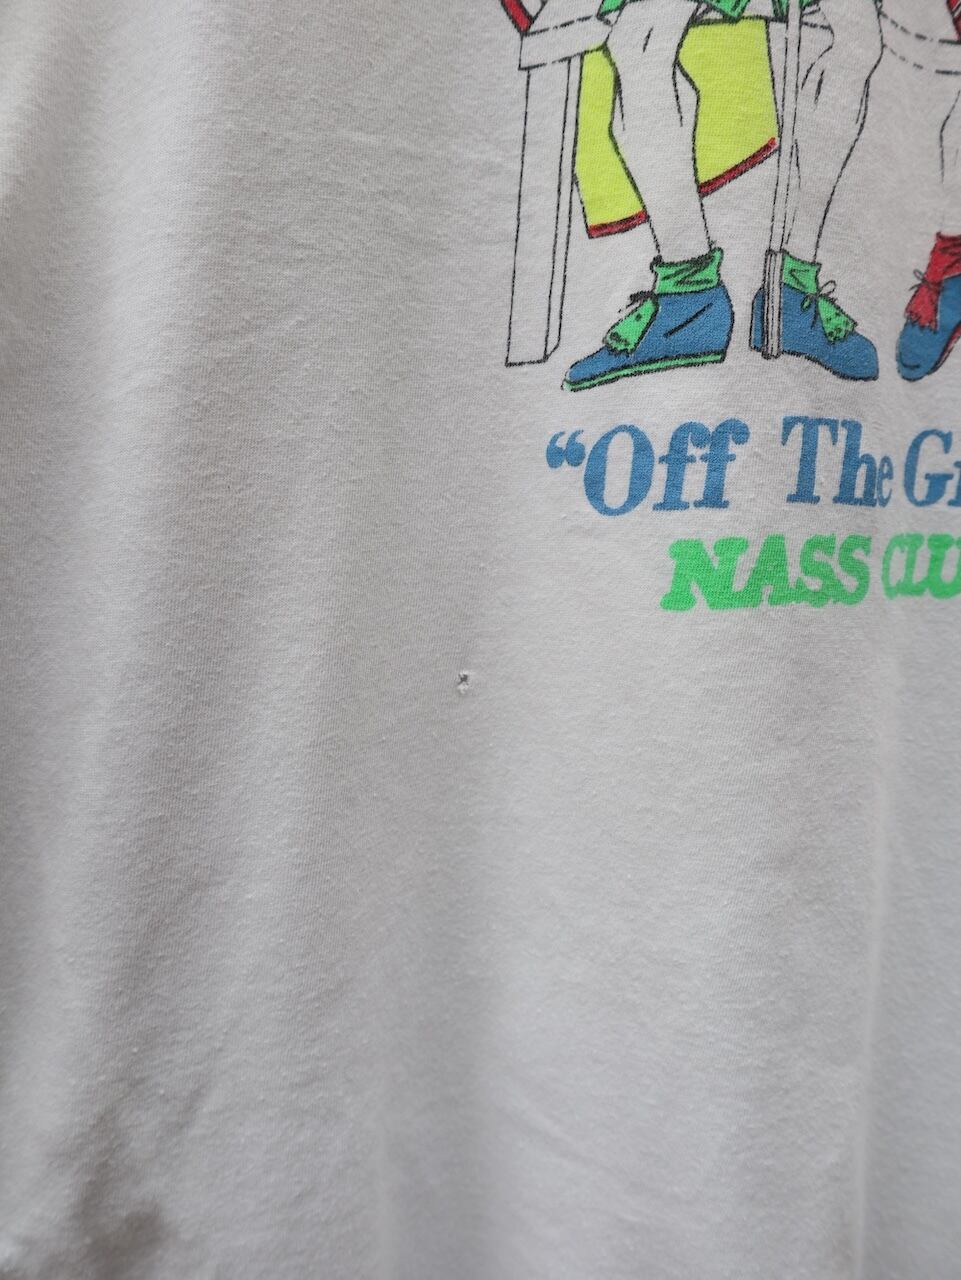 “Off The Gr
NASS CLU